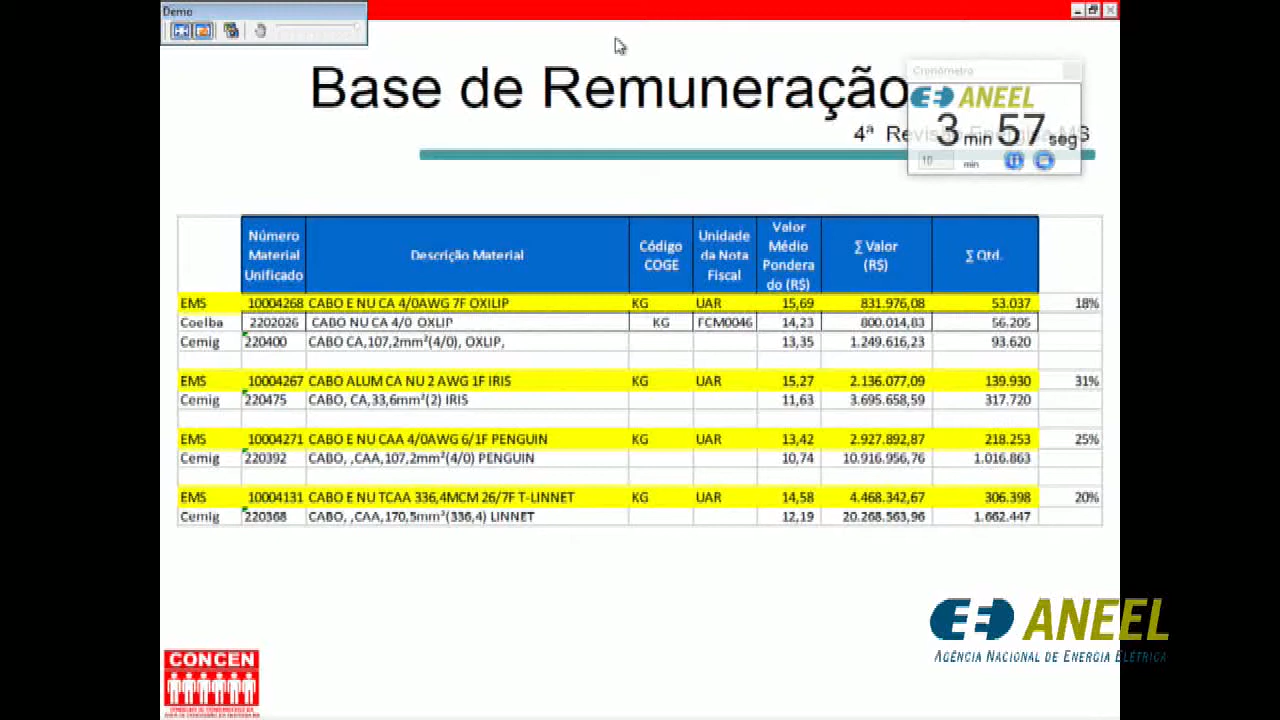 Demo
Base de Remuneração
Cronômetro
ANEEL
4ª Revisão Energisa MS
3 min 57 seg
10 min
Número Material Unificado Descrição Material Código COGE Unidade da Nota Fiscal Valor Médio Pondera do (R$) ∑ Valor (R$) ∑ Qtd.
EMS 10004268 CABO E NU CA 4/0AWG 7F OXILIP KG UAR 15,69 831.976,08 53.037 18%
Coelba 2202026 CABO NU CA 4/0 OXLIP KG FCM0046 14,23 800.014,83 56.205
Cemig 220400 CABO CA,107,2mm²(4/0), OXLIP, 13,35 1.249.616,23 93.620
EMS 10004267 CABO ALUM CA NU 2 AWG 1F IRIS KG UAR 15,27 2.136.077,09 139.930 31%
Cemig 220475 CABO, CA,33,6mm²(2) IRIS 11,63 3.695.658,59 317.720
EMS 10004271 CABO E NU CAA 4/0AWG 6/1F PENGUIN KG UAR 13,42 2.927.892,87 218.253 25%
Cemig 220392 CABO, ,CAA,107,2mm²(4/0) PENGUIN 10,74 10.916.956,76 1.016.863
EMS 10004131 CABO E NU TCAA 336,4MCM 26/7F T-LINNET KG UAR 14,58 4.468.342,67 306.398 20%
Cemig 220368 CABO, ,CAA,170,5mm²(336,4) LINNET 12,19 20.268.563,96 1.662.447
ANEEL
AGÊNCIA NACIONAL DE ENERGIA ELÉTRICA
CONCEN